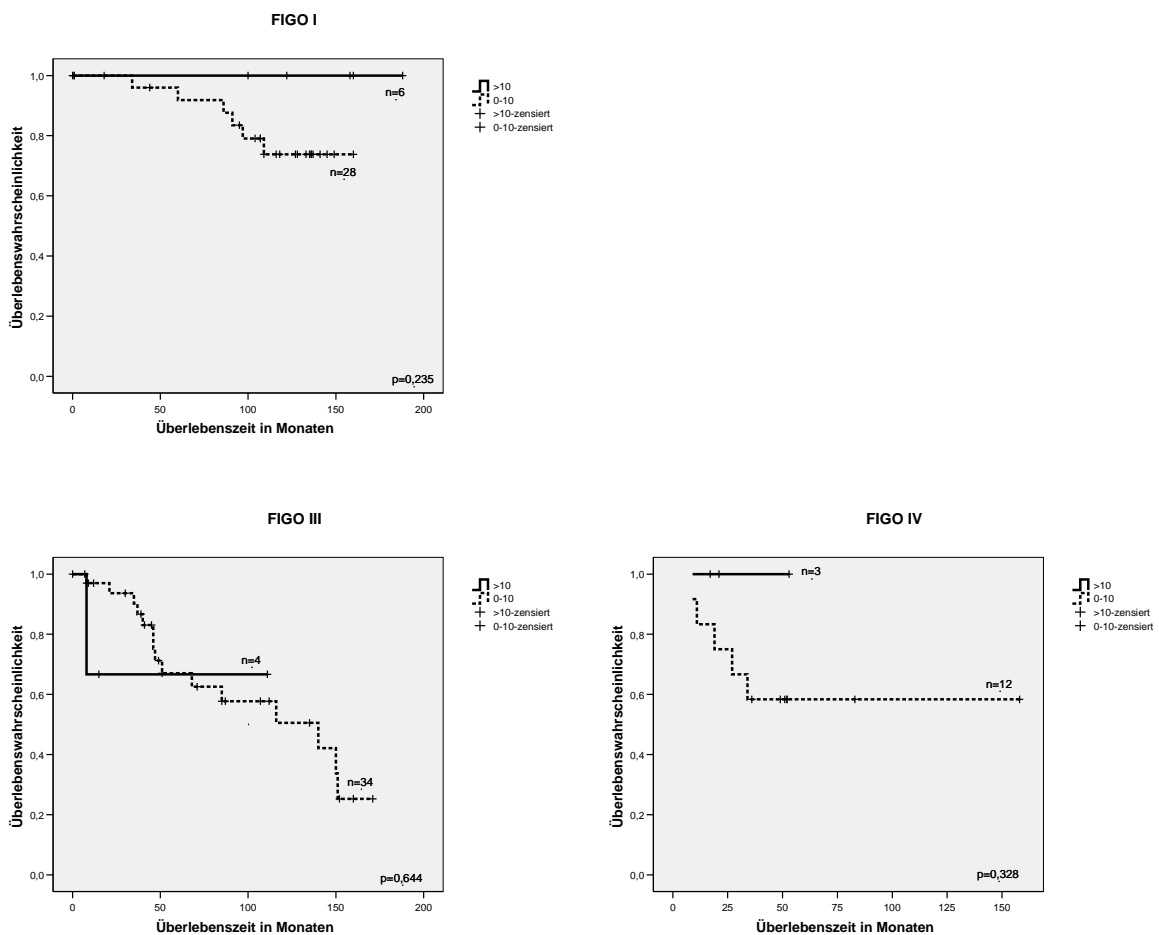 FIGO I
Überlebenswahrscheinlichkeit
1,0
0,8
0,6
0,4
0,2
0,0
n=6
n=28
p=0,235
0 50 100 150 200
Überlebenszeit in Monaten
>10
0-10
>10-zensiert
0-10-zensiert
FIGO III
Überlebenswahrscheinlichkeit
1,0
0,8
0,6
0,4
0,2
0,0
n=4
n=34
p=0,644
0 50 100 150 200
Überlebenszeit in Monaten
>10
0-10
>10-zensiert
0-10-zensiert
FIGO IV
Überlebenswahrscheinlichkeit
1,0
0,8
0,6
0,4
0,2
0,0
n=3
n=12
p=0,328
0 25 50 75 100 125 150
Überlebenszeit in Monaten
>10
0-10
>10-zensiert
0-10-zensiert